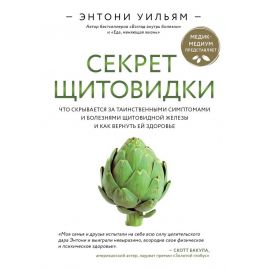 ЭНТОНИ УИЛЬЯМ
Автор бестселлеров «Взгляд внутрь болезни»
и «Еда, меняющая жизнь»
МЕДИК-
МЕДИУМ
ПРЕДСТАВЛЯЕТ
СЕКРЕТ
ЩИТОВИДКИ
ЧТО СКРЫВАЕТСЯ ЗА ТАИНСТВЕННЫМИ СИМПТОМАМИ
И БОЛЕЗНЯМИ ЩИТОВИДНОЙ ЖЕЛЕЗЫ
И КАК ВЕРНУТЬ ЕЙ ЗДОРОВЬЕ
«Моя семья и друзья испытали на себе всю силу целительского
дара Энтони и выиграли невыразимо, возродив свое физическое
и психическое здоровье».
— СКОТТ БАКУЛА,
американский актер, лауреат премии «Золотой глобус»